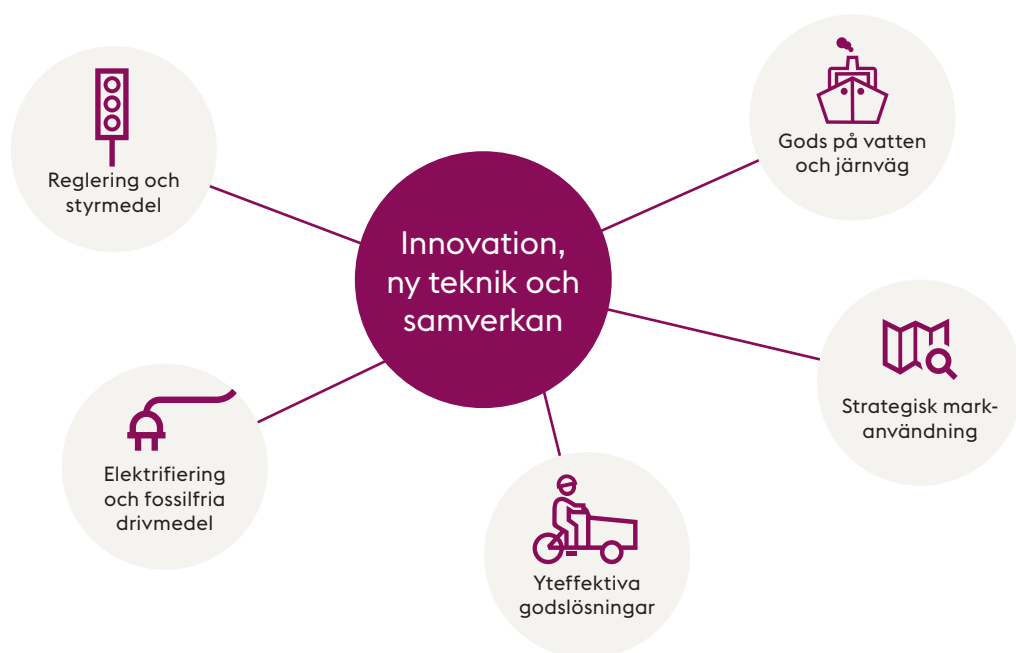 Reglering och
styrmedel
Gods på vatten
och järnväg
Innovation,
ny teknik och
samverkan
Strategisk mark-
användning
Elektrifiering
och fossilfria
drivmedel
Yteffektiva
godslösningar